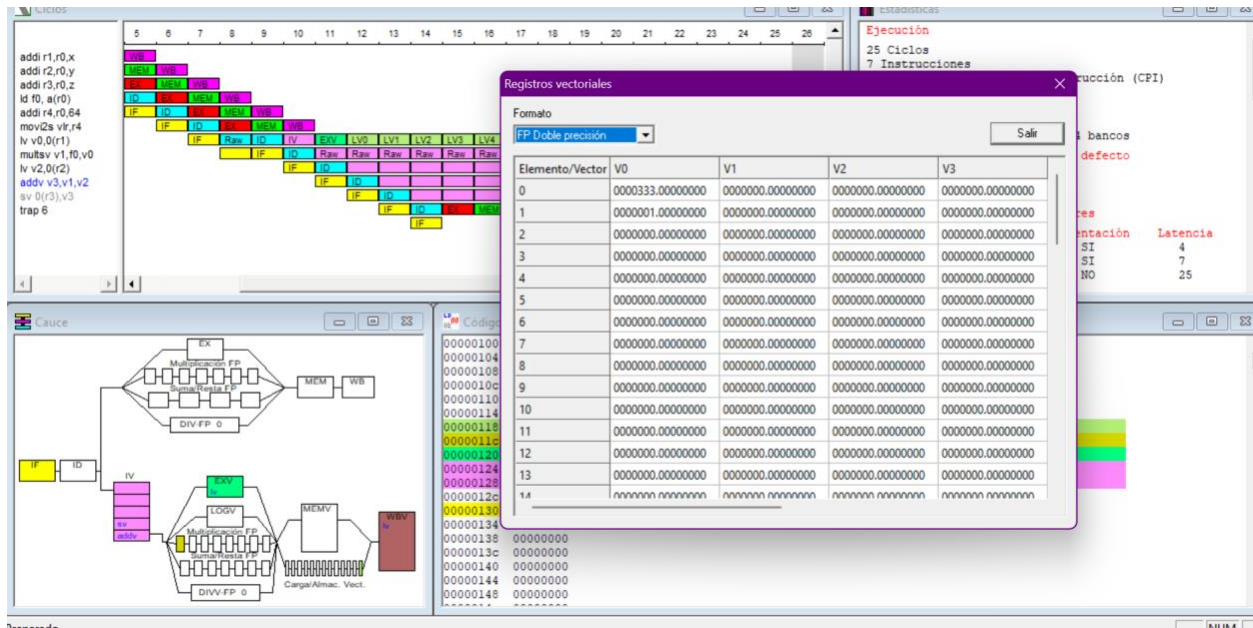 Ciclos
5 6 7 8 9 10 11 12 13 14 15 16 17 18 19 20 21 22 23 24 25 26
addi r1,r0,x WB
addi r2,r0,y MEM WB
addi r3,r0,z EX MEM WB
ld f0, a(r0) ID EX MEM WB
addi r4,r0,64 IF ID EX MEM WB
movi2s vlr,r4 IF ID EX MEM WB
lv v0,0(r1) IF Raw ID IV EXV LV0 LV1 LV2 LV3 LV4
multsv v1,f0,v0 IF ID Raw Raw Raw Raw Raw Raw
lv v2,0(r2) IF ID
addv v3,v1,v2 IF ID
sv 0(r3),v3 IF ID
trap 6 IF ID EX MEM
IF
Estadísticas
Ejecución
25 Ciclos
7 Instrucciones
rucción (CPI)
4 bancos
defecto
res
entación Latencia
SI 4
SI 7
NO 25
Registros vectoriales
Formato
FP Doble precisión
Salir
Elemento/Vector V0 V1 V2 V3
0 0000333.00000000 0000000.00000000 0000000.00000000 0000000.00000000
1 0000001.00000000 0000000.00000000 0000000.00000000 0000000.00000000
2 0000000.00000000 0000000.00000000 0000000.00000000 0000000.00000000
3 0000000.00000000 0000000.00000000 0000000.00000000 0000000.00000000
4 0000000.00000000 0000000.00000000 0000000.00000000 0000000.00000000
5 0000000.00000000 0000000.00000000 0000000.00000000 0000000.00000000
6 0000000.00000000 0000000.00000000 0000000.00000000 0000000.00000000
7 0000000.00000000 0000000.00000000 0000000.00000000 0000000.00000000
8 0000000.00000000 0000000.00000000 0000000.00000000 0000000.00000000
9 0000000.00000000 0000000.00000000 0000000.00000000 0000000.00000000
10 0000000.00000000 0000000.00000000 0000000.00000000 0000000.00000000
11 0000000.00000000 0000000.00000000 0000000.00000000 0000000.00000000
12 0000000.00000000 0000000.00000000 0000000.00000000 0000000.00000000
13 0000000.00000000 0000000.00000000 0000000.00000000 0000000.00000000
14 0000000.00000000 0000000.00000000 0000000.00000000 0000000.00000000
Cauce
EX
Multiplicación FP
Suma/Resta FP
DIV-FP 0
MEM
WB
IF
ID
IV
sv
addv
EXV
lv
LOGV
Multiplicación FP
Suma/Resta FP
DIVV-FP 0
MEMV
Carga/Almac. Vect.
WBV
lv
Código
00000100
00000104
00000108
0000010c
00000110
00000114
00000118
0000011c
00000120
00000124
00000128
0000012c
00000130
00000134
00000138 00000000
0000013c 00000000
00000140 00000000
00000144 00000000
00000148 00000000
Preparado
NUM